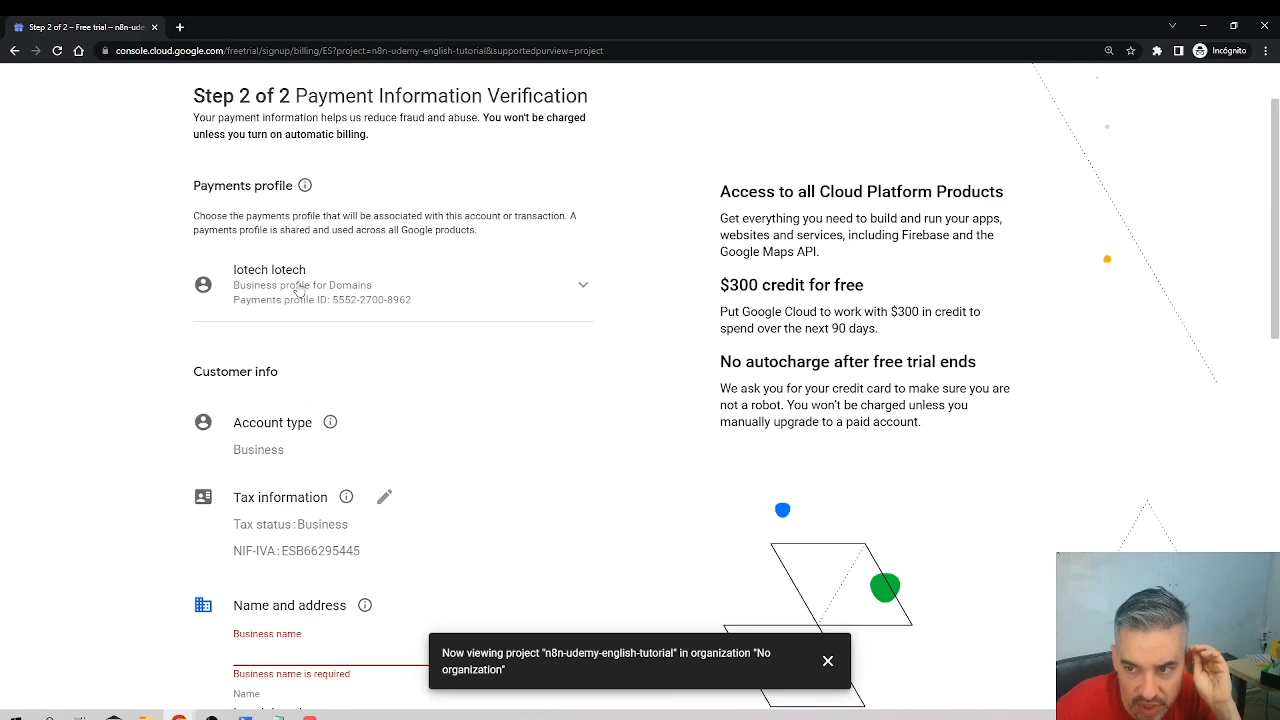 Step 2 of 2 – Free trial – n8n-ude
console.cloud.google.com/freetrial/signup/billing/ES?project=n8n-udemy-english-tutorial&supportedpurview=project
Incógnito
Step 2 of 2 Payment Information Verification
Your payment information helps us reduce fraud and abuse. You won't be charged
unless you turn on automatic billing.
Payments profile
Choose the payments profile that will be associated with this account or transaction. A
payments profile is shared and used across all Google products.
Iotech Iotech
Business profile for Domains
Payments profile ID: 5552-2700-8962
Customer info
Account type
Business
Tax information
Tax status: Business
NIF-IVA: ESB66295445
Name and address
Business name
Business name is required
Name
Access to all Cloud Platform Products
Get everything you need to build and run your apps,
websites and services, including Firebase and the
Google Maps API.
$300 credit for free
Put Google Cloud to work with $300 in credit to
spend over the next 90 days.
No autocharge after free trial ends
We ask you for your credit card to make sure you are
not a robot. You won't be charged unless you
manually upgrade to a paid account.
Now viewing project "n8n-udemy-english-tutorial" in organization "No
organization"